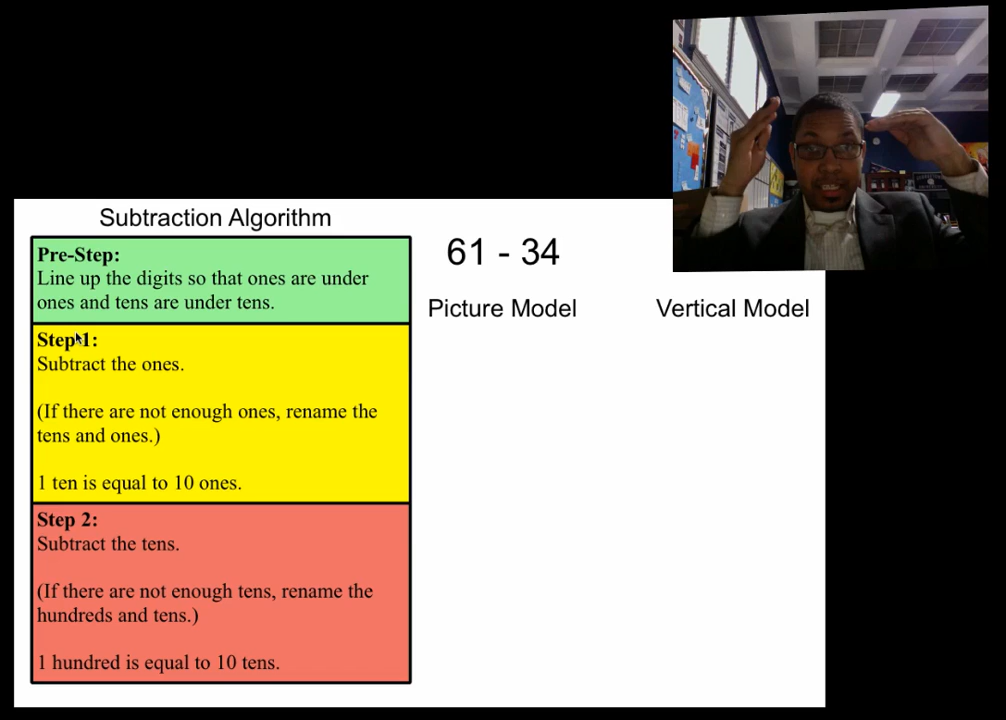 Subtraction Algorithm
Pre-Step:
Line up the digits so that ones are under
ones and tens are under tens.
Step 1:
Subtract the ones.
(If there are not enough ones, rename the
tens and ones.)
1 ten is equal to 10 ones.
Step 2:
Subtract the tens.
(If there are not enough tens, rename the
hundreds and tens.)
1 hundred is equal to 10 tens.
61 - 34
Picture Model
Vertical Model